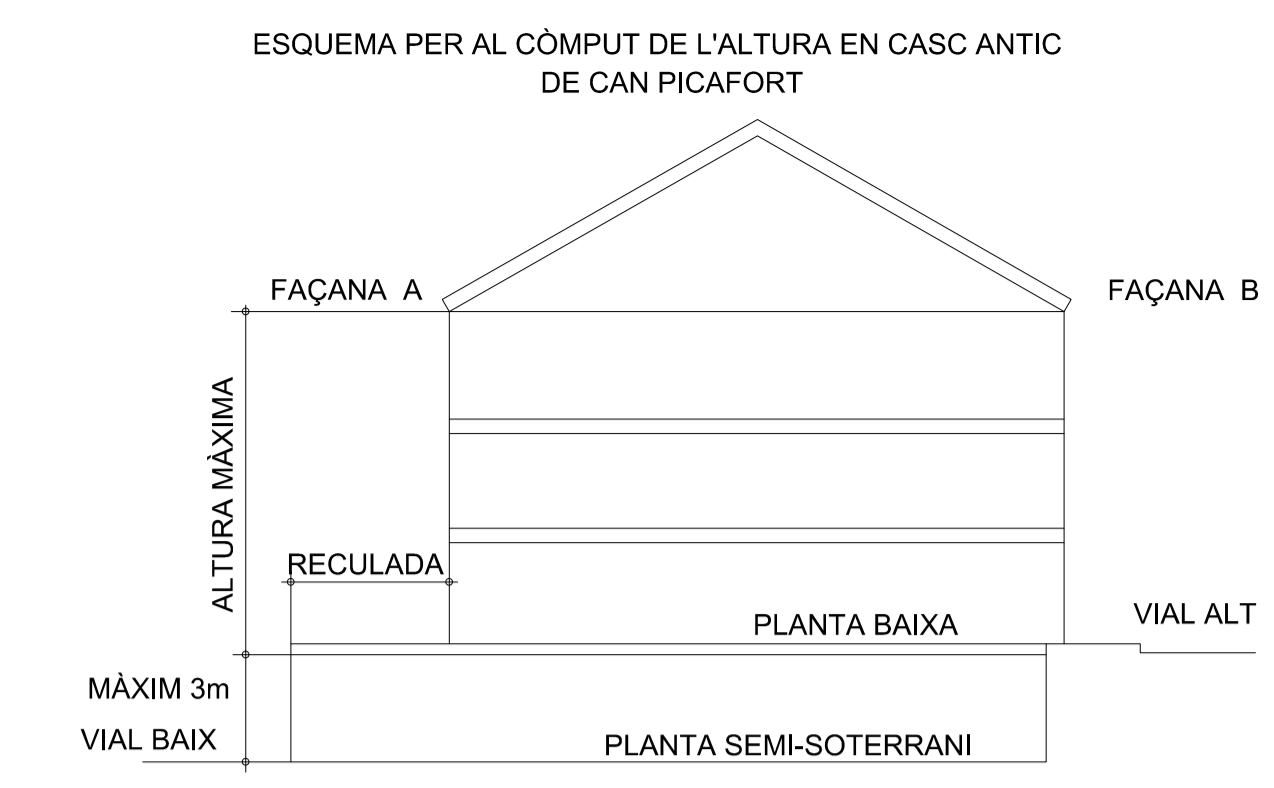 ESQUEMA PER AL CÒMPUT DE L'ALTURA EN CASC ANTIC
DE CAN PICAFORT
FAÇANA A
FAÇANA B
ALTURA MÀXIMA
RECULADA
PLANTA BAIXA
VIAL ALT
MÀXIM 3m
VIAL BAIX
PLANTA SEMI-SOTERRANI